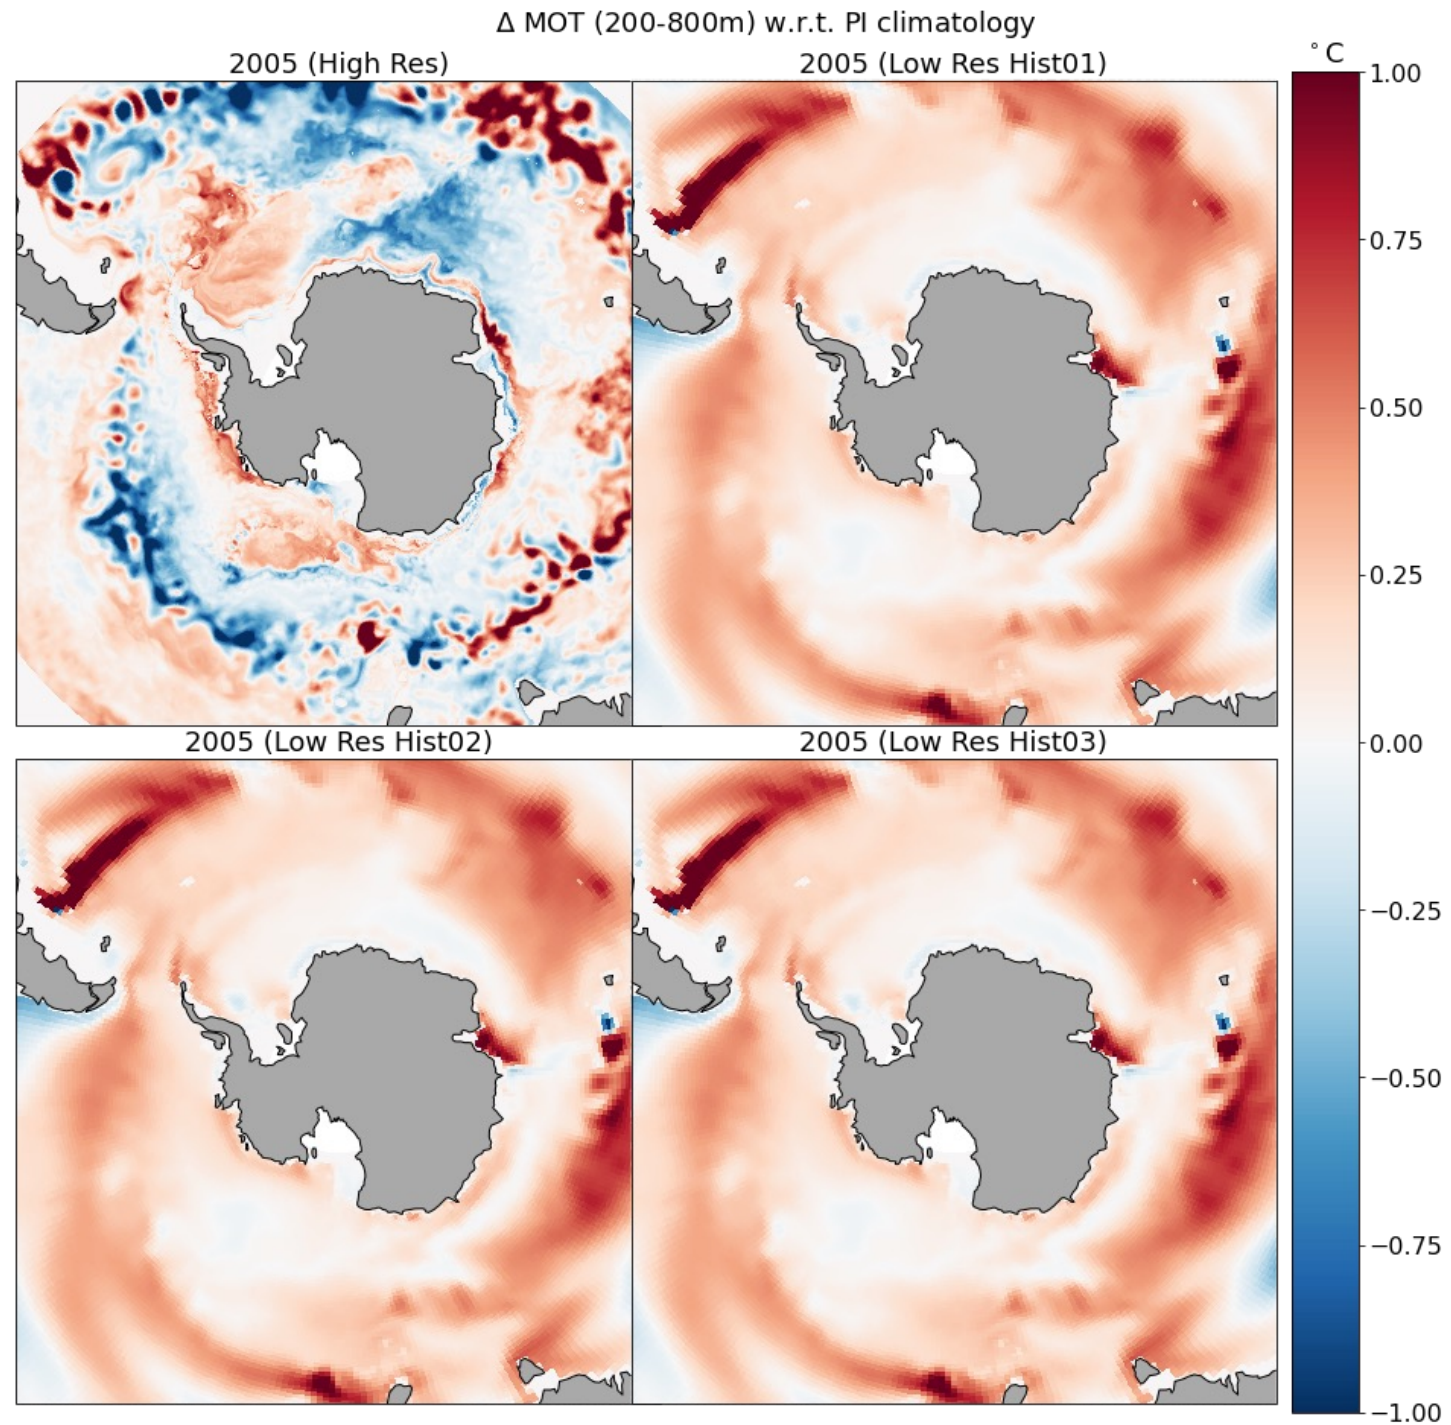 Δ MOT (200-800m) w.r.t. PI climatology
2005 (High Res)
2005 (Low Res Hist01)
°C
1.00
0.75
0.50
0.25
0.00
−0.25
−0.50
−0.75
−1.00
2005 (Low Res Hist02)
2005 (Low Res Hist03)